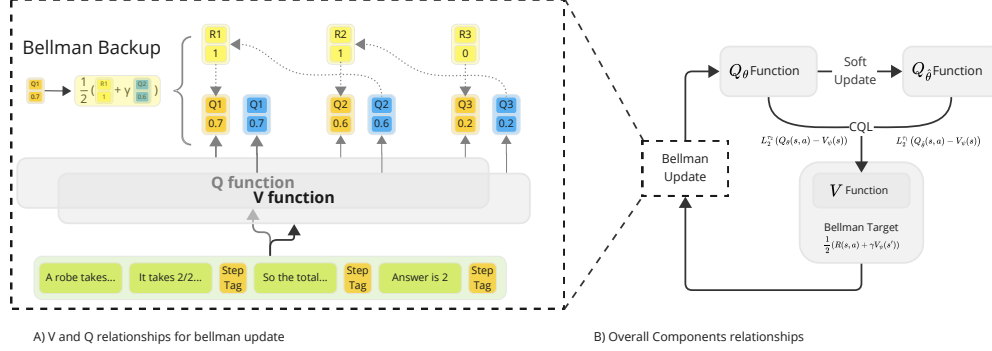 Bellman Backup
Q1
0.7
1/2 ( R1 1 + γ Q2 0.6 )
R1
1
R2
1
R3
0
Q1
0.7
Q1
0.7
Q2
0.6
Q2
0.6
Q3
0.2
Q3
0.2
Q function
V function
A robe takes...
It takes 2/2...
Step
Tag
So the total...
Step
Tag
Answer is 2
Step
Tag
A) V and Q relationships for bellman update
Bellman
Update
Qθ Function
Soft
Update
Qθ̂ Function
CQL
V Function
Bellman Target
1/2 (R(s, a) + γVψ(s′))
B) Overall Components relationships